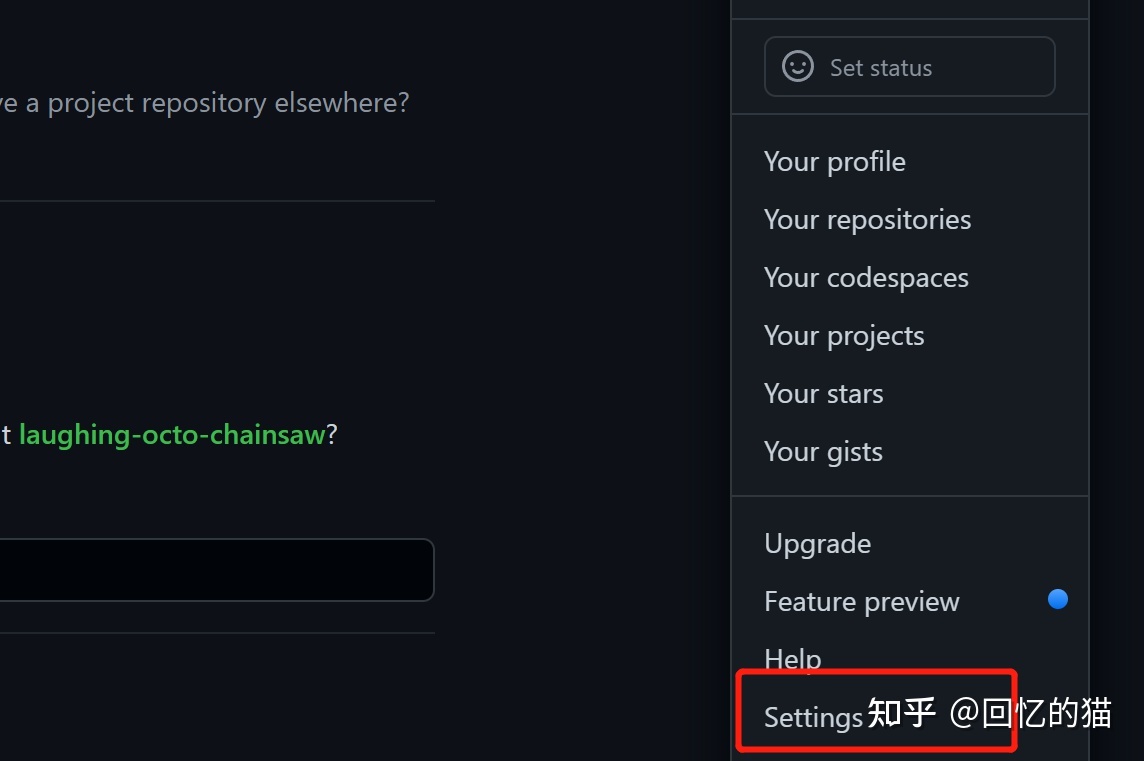 ve a project repository elsewhere?
t laughing-octo-chainsaw?
Set status
Your profile
Your repositories
Your codespaces
Your projects
Your stars
Your gists
Upgrade
Feature preview
Help
Settings
知乎 @回忆的猫